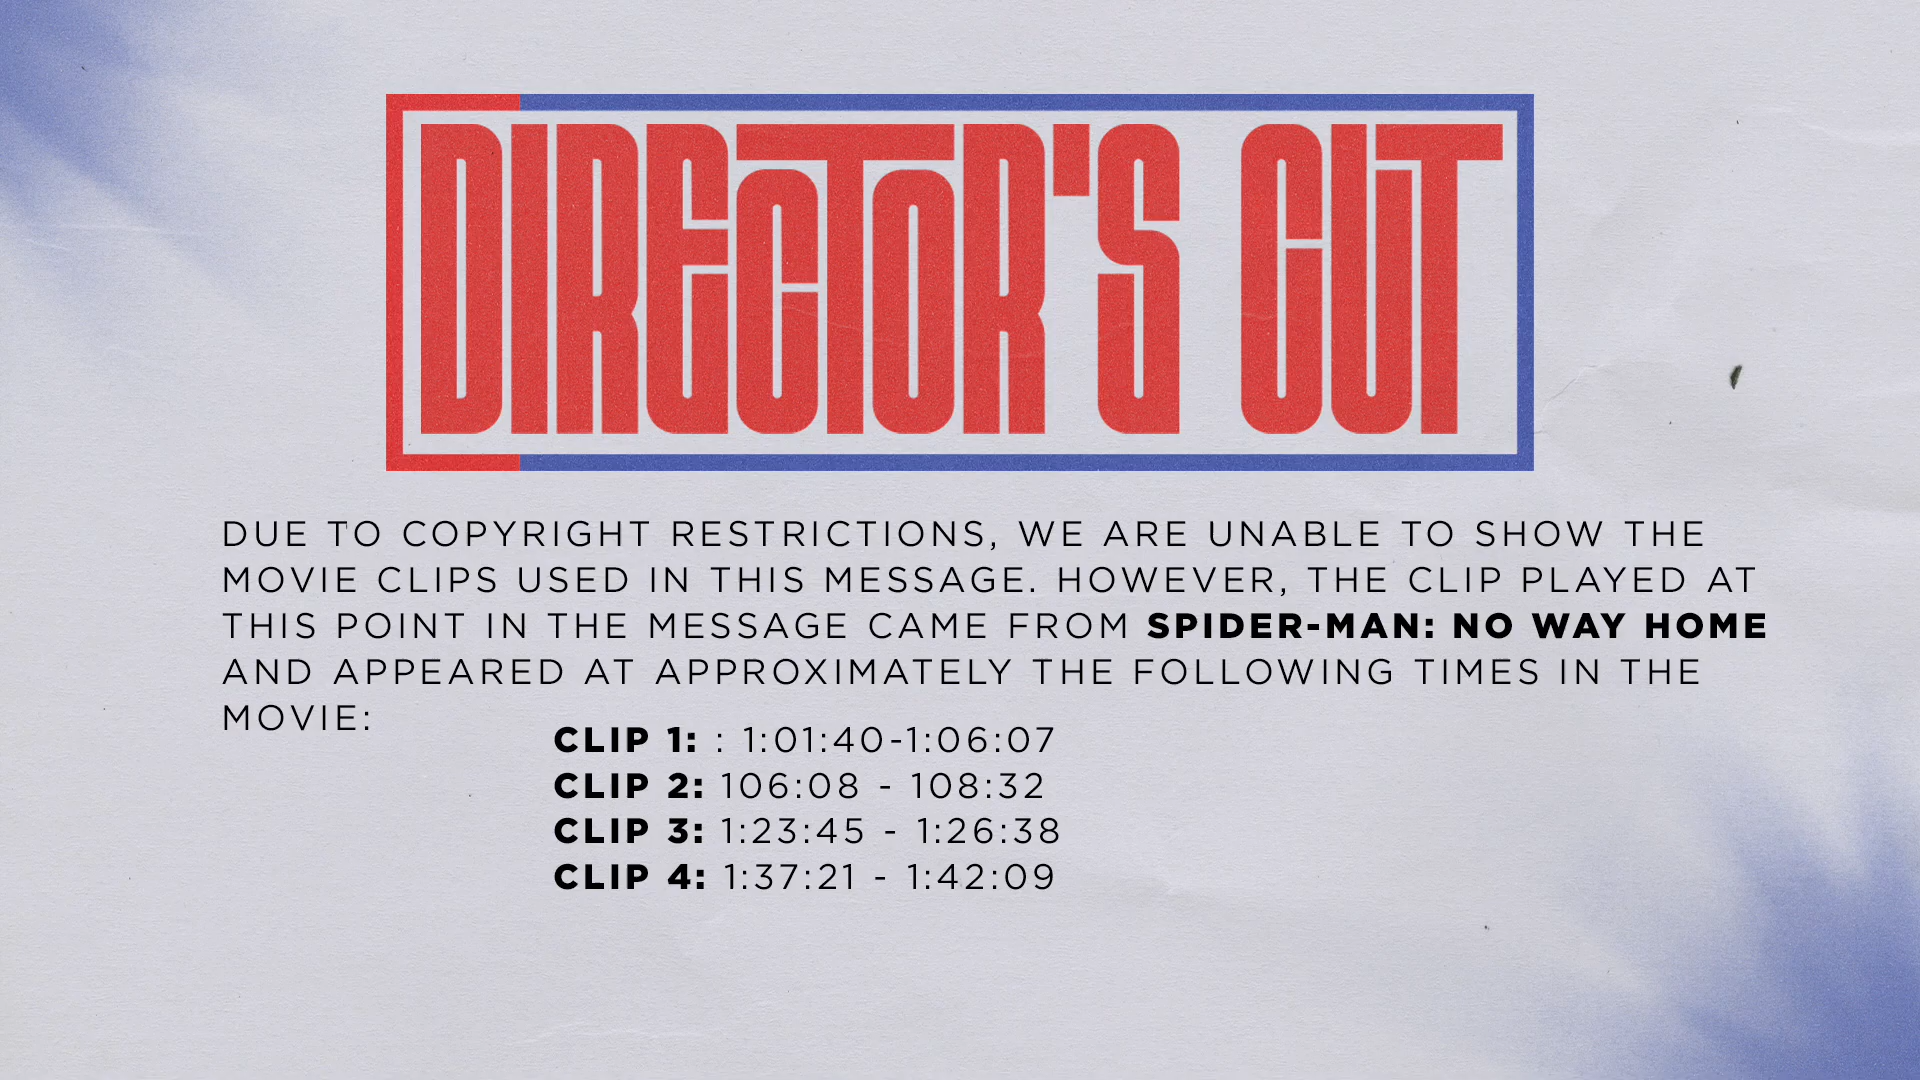 DIRECTOR'S CUT
DUE TO COPYRIGHT RESTRICTIONS, WE ARE UNABLE TO SHOW THE
MOVIE CLIPS USED IN THIS MESSAGE. HOWEVER, THE CLIP PLAYED AT
THIS POINT IN THE MESSAGE CAME FROM SPIDER-MAN: NO WAY HOME
AND APPEARED AT APPROXIMATELY THE FOLLOWING TIMES IN THE
MOVIE:
CLIP 1: : 1:01:40-1:06:07
CLIP 2: 106:08 - 108:32
CLIP 3: 1:23:45 - 1:26:38
CLIP 4: 1:37:21 - 1:42:09